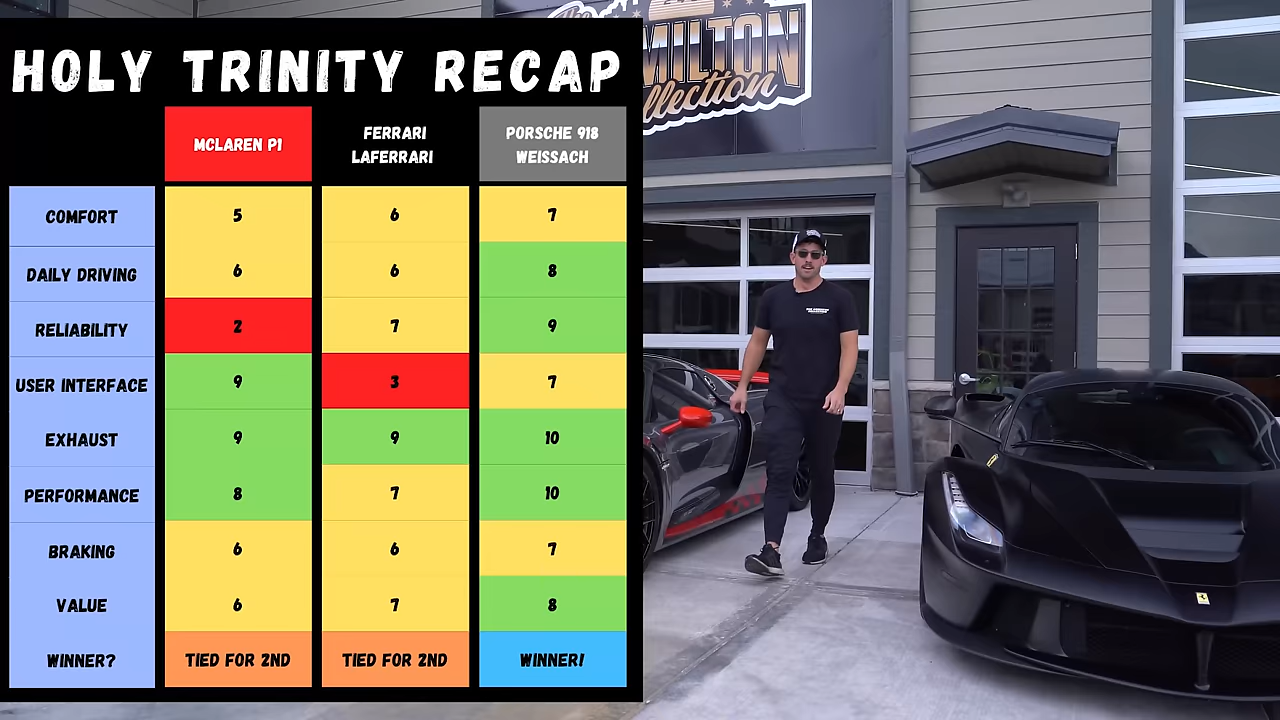 HOLY TRINITY RECAP
MCLAREN P1
FERRARI
LAFERRARI
PORSCHE 918
WEISSACH
COMFORT 5 6 7
DAILY DRIVING 6 6 8
RELIABILITY 2 7 9
USER INTERFACE 9 3 7
EXHAUST 9 9 10
PERFORMANCE 8 7 10
BRAKING 6 6 7
VALUE 6 7 8
WINNER? TIED FOR 2ND TIED FOR 2ND WINNER!
The
MILTON
llection